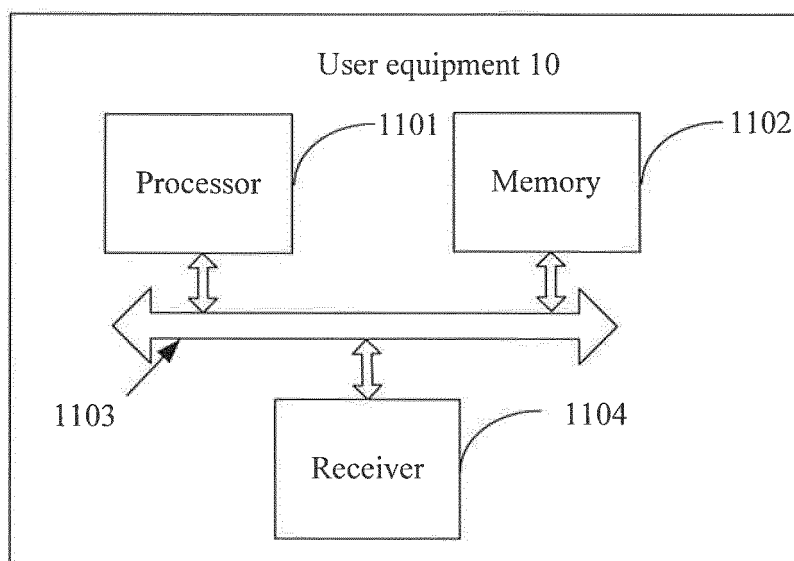 User equipment 10
1101
1102
Processor
Memory
1103
1104
Receiver